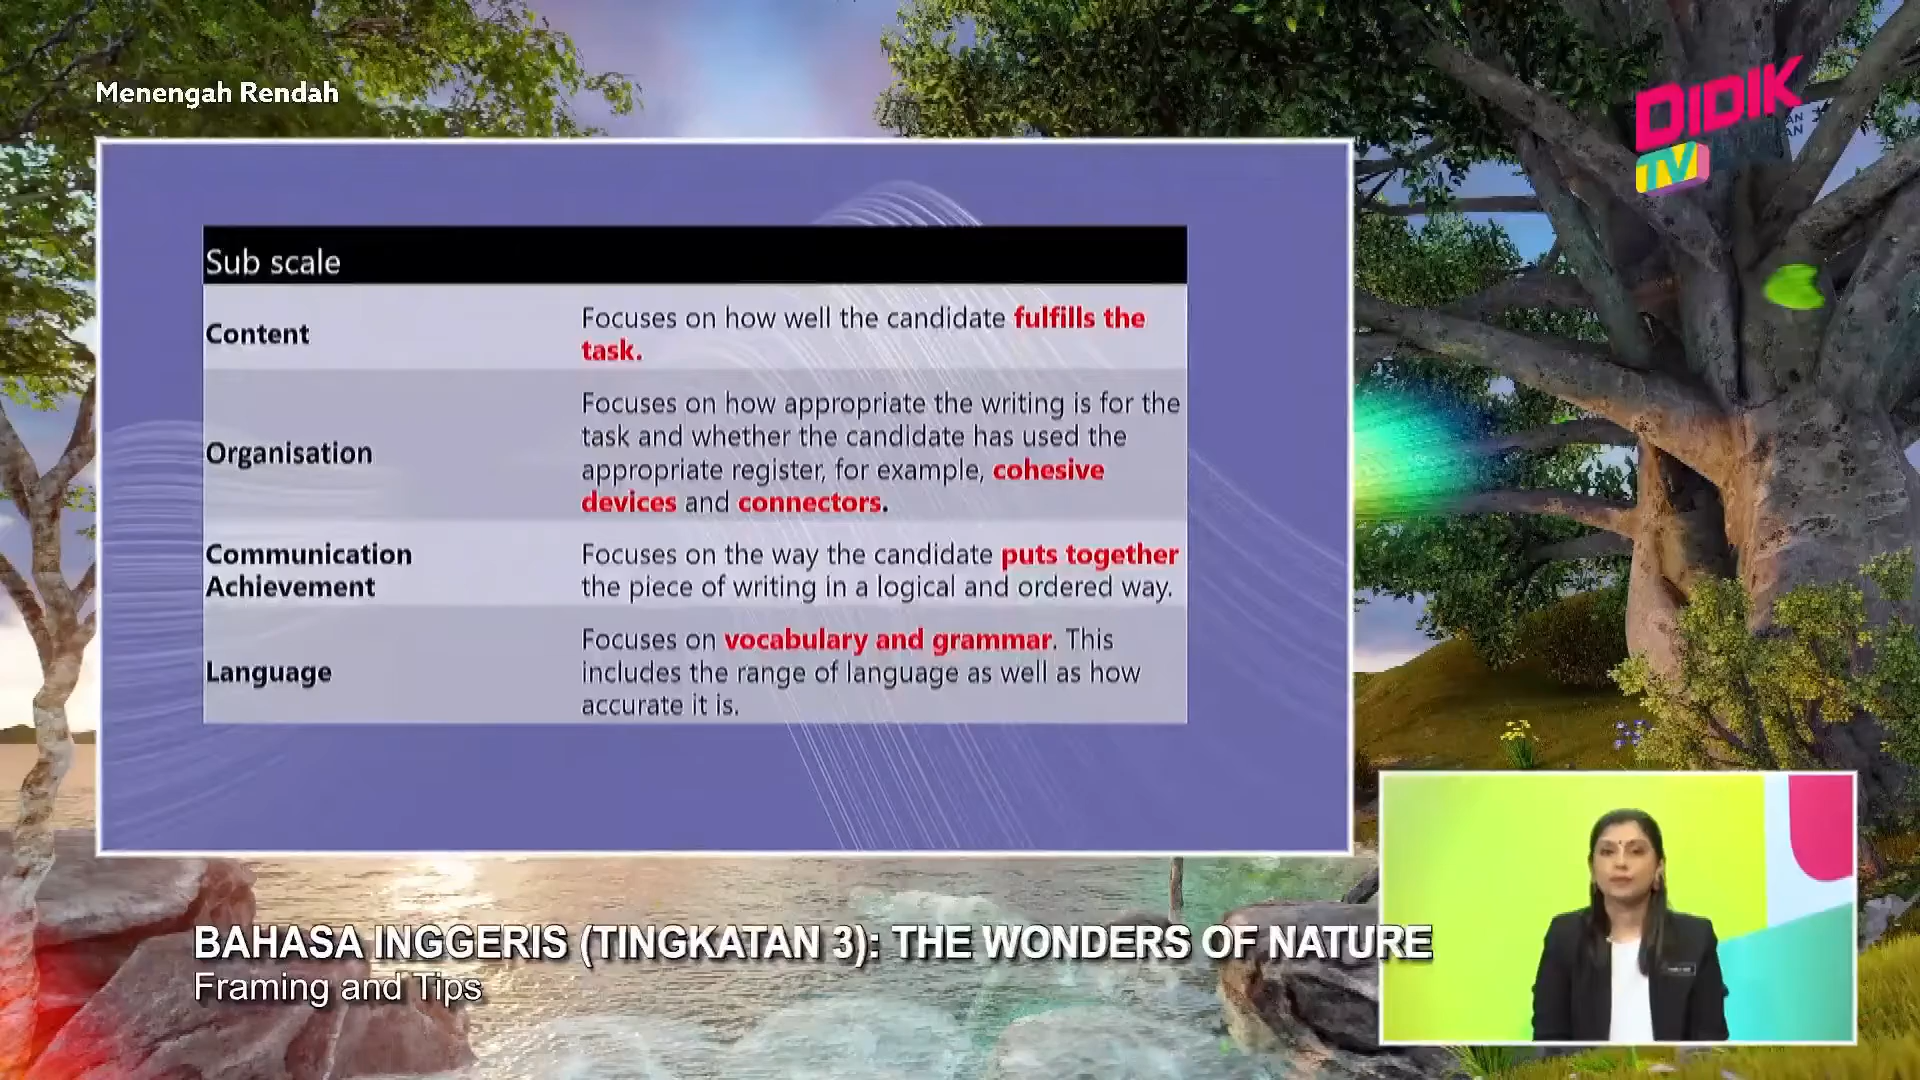 Menengah Rendah
DIDIK
TV
Sub scale
Content
Focuses on how well the candidate fulfills the
task.
Organisation
Focuses on how appropriate the writing is for the
task and whether the candidate has used the
appropriate register, for example, cohesive
devices and connectors.
Communication
Achievement
Focuses on the way the candidate puts together
the piece of writing in a logical and ordered way.
Language
Focuses on vocabulary and grammar. This
includes the range of language as well as how
accurate it is.
BAHASA INGGERIS (TINGKATAN 3): THE WONDERS OF NATURE
Framing and Tips